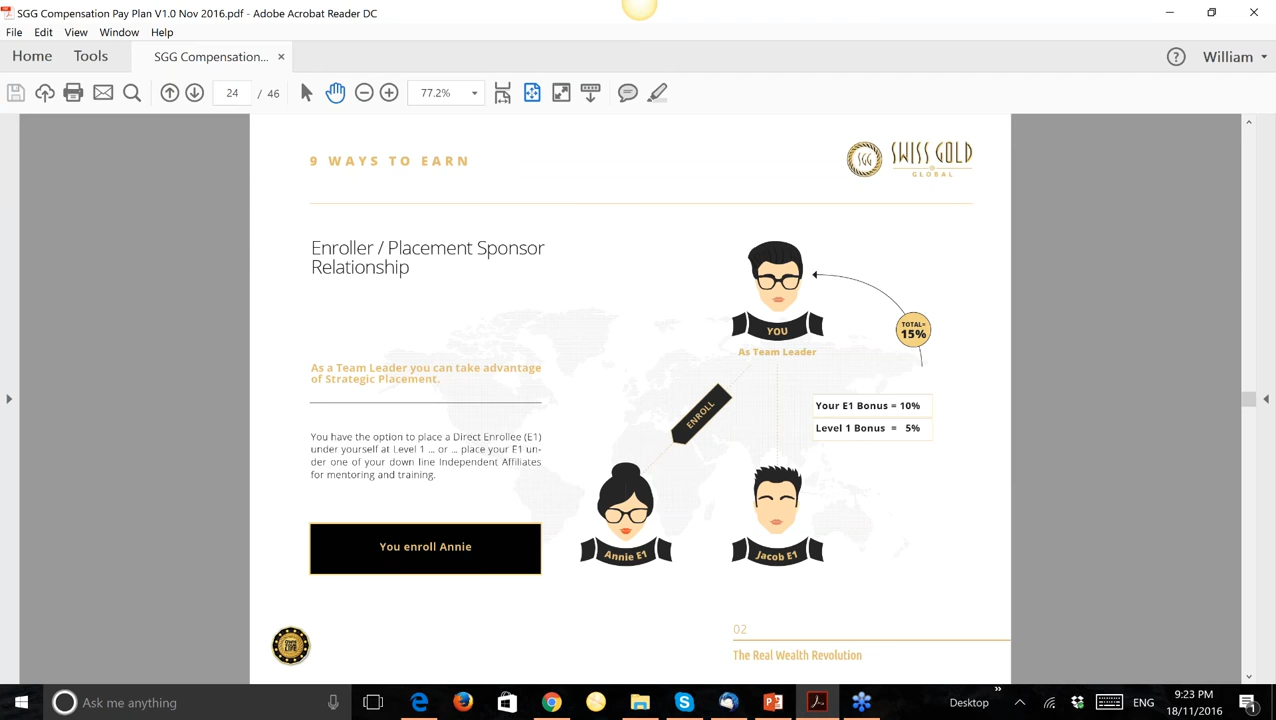 SGG Compensation Pay Plan V1.0 Nov 2016.pdf - Adobe Acrobat Reader DC
File Edit View Window Help
Home Tools SGG Compensation... × William
24 / 46 77.2%
9 WAYS TO EARN
SGG SWISS GOLD
GLOBAL
Enroller / Placement Sponsor
Relationship
YOU
As Team Leader
TOTAL=
15%
As a Team Leader you can take advantage
of Strategic Placement.
ENROLL
Your E1 Bonus = 10%
Level 1 Bonus = 5%
You have the option to place a Direct Enrollee (E1)
under yourself at Level 1 ... or ... place your E1 un-
der one of your down line Independent Affiliates
for mentoring and training.
You enroll Annie
Annie E1
Jacob E1
02
The Real Wealth Revolution
Ask me anything
Desktop
ENG
9:23 PM
18/11/2016
1